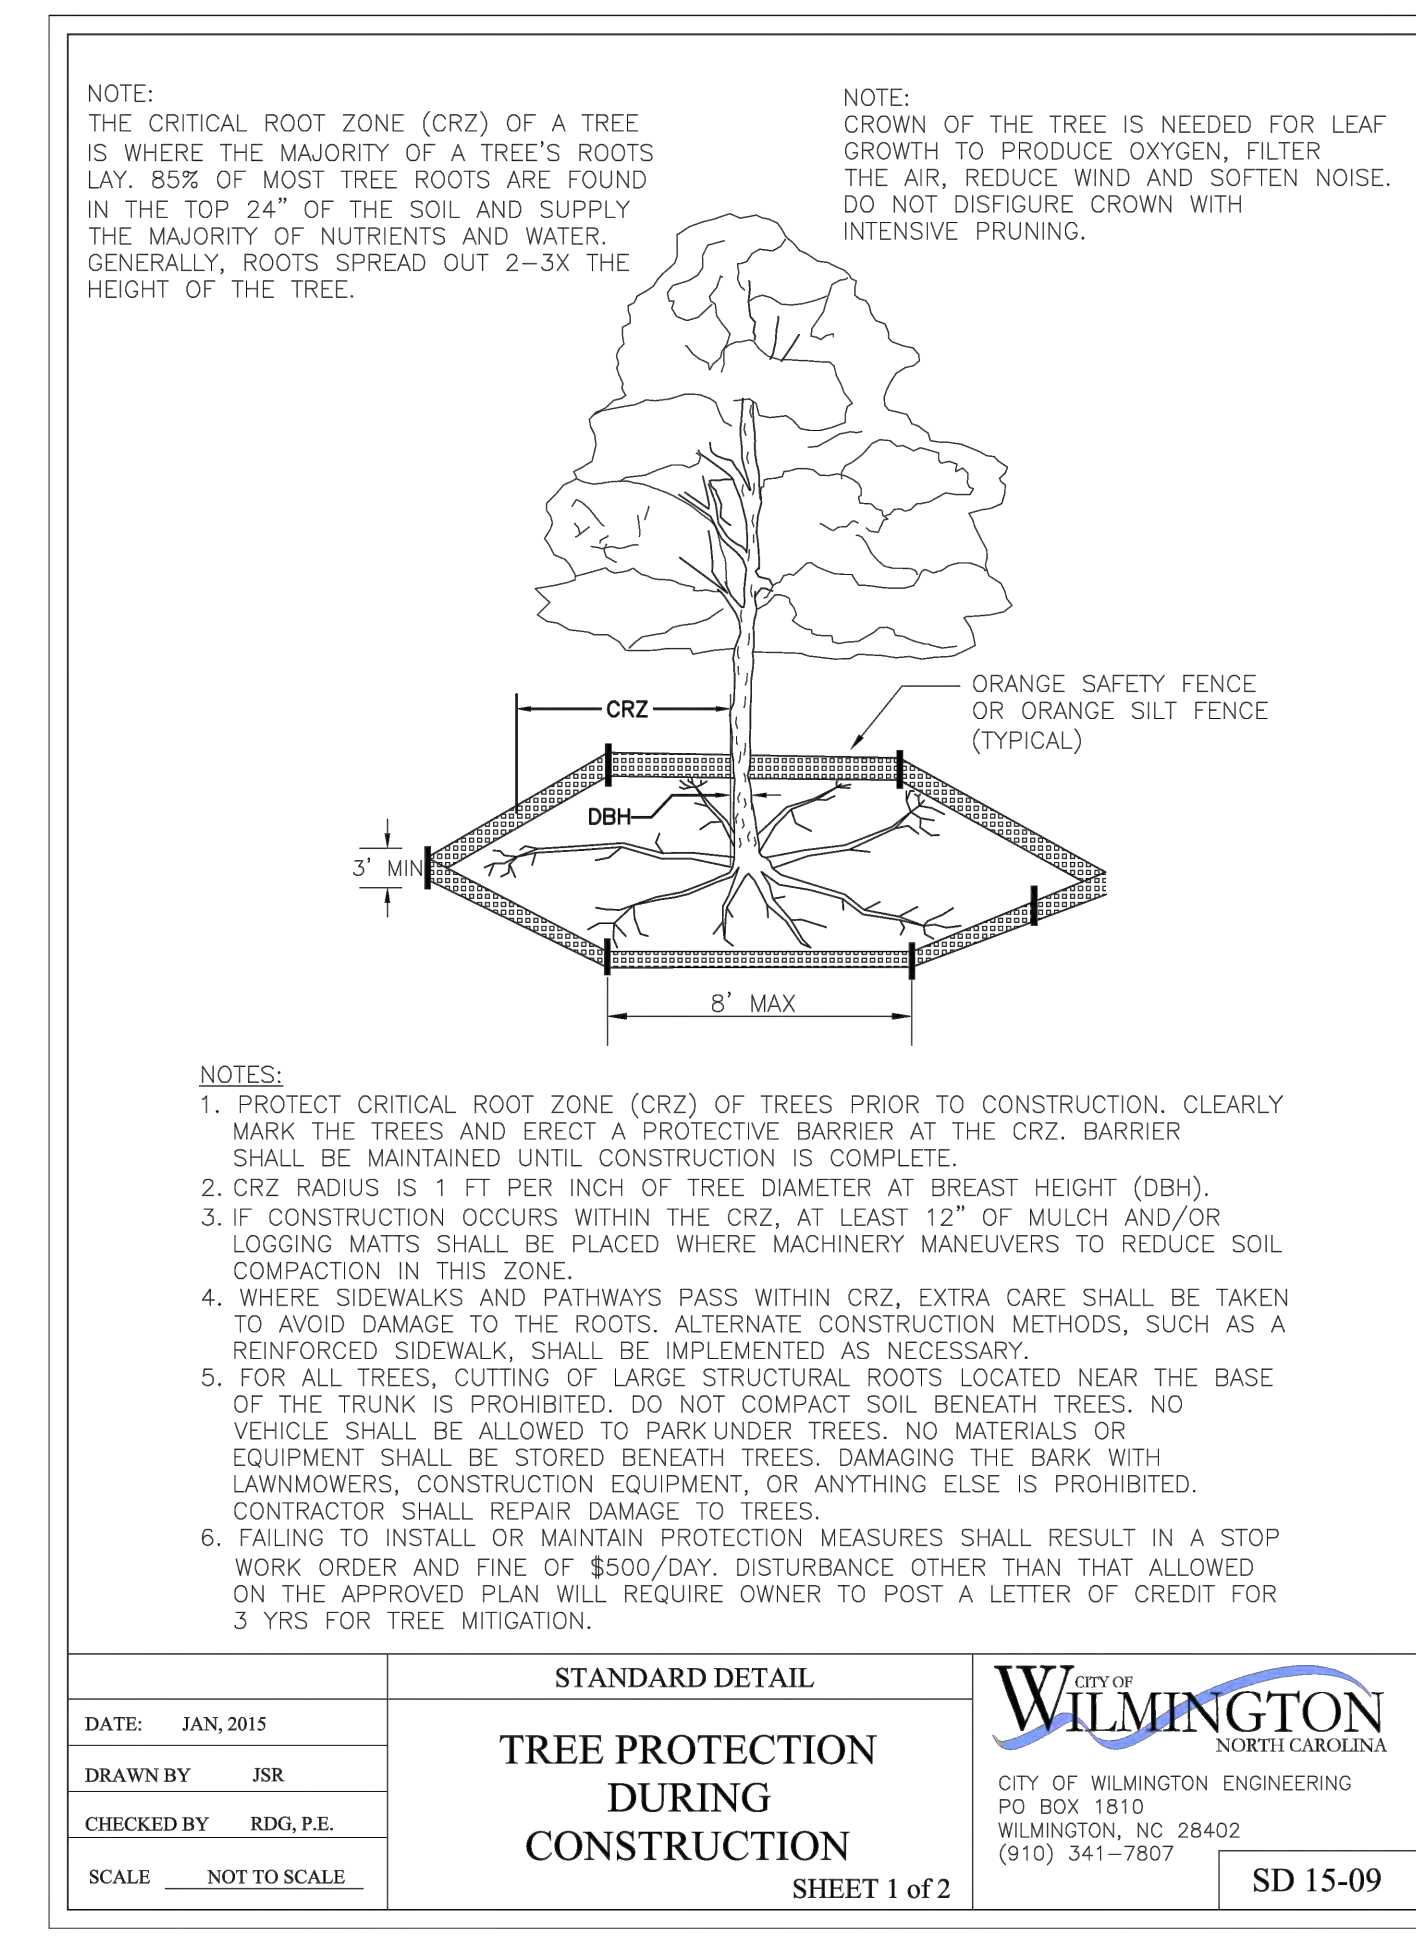 NOTE:
THE CRITICAL ROOT ZONE (CRZ) OF A TREE
IS WHERE THE MAJORITY OF A TREE'S ROOTS
LAY. 85% OF MOST TREE ROOTS ARE FOUND
IN THE TOP 24" OF THE SOIL AND SUPPLY
THE MAJORITY OF NUTRIENTS AND WATER.
GENERALLY, ROOTS SPREAD OUT 2-3X THE
HEIGHT OF THE TREE.
NOTE:
CROWN OF THE TREE IS NEEDED FOR LEAF
GROWTH TO PRODUCE OXYGEN, FILTER
THE AIR, REDUCE WIND AND SOFTEN NOISE.
DO NOT DISFIGURE CROWN WITH
INTENSIVE PRUNING.
ORANGE SAFETY FENCE
OR ORANGE SILT FENCE
(TYPICAL)
CRZ
DBH
3' MIN
8' MAX
NOTES:
1. PROTECT CRITICAL ROOT ZONE (CRZ) OF TREES PRIOR TO CONSTRUCTION. CLEARLY
MARK THE TREES AND ERECT A PROTECTIVE BARRIER AT THE CRZ. BARRIER
SHALL BE MAINTAINED UNTIL CONSTRUCTION IS COMPLETE.
2. CRZ RADIUS IS 1 FT PER INCH OF TREE DIAMETER AT BREAST HEIGHT (DBH).
3. IF CONSTRUCTION OCCURS WITHIN THE CRZ, AT LEAST 12" OF MULCH AND/OR
LOGGING MATTS SHALL BE PLACED WHERE MACHINERY MANEUVERS TO REDUCE SOIL
COMPACTION IN THIS ZONE.
4. WHERE SIDEWALKS AND PATHWAYS PASS WITHIN CRZ, EXTRA CARE SHALL BE TAKEN
TO AVOID DAMAGE TO THE ROOTS. ALTERNATE CONSTRUCTION METHODS, SUCH AS A
REINFORCED SIDEWALK, SHALL BE IMPLEMENTED AS NECESSARY.
5. FOR ALL TREES, CUTTING OF LARGE STRUCTURAL ROOTS LOCATED NEAR THE BASE
OF THE TRUNK IS PROHIBITED. DO NOT COMPACT SOIL BENEATH TREES. NO
VEHICLE SHALL BE ALLOWED TO PARK UNDER TREES. NO MATERIALS OR
EQUIPMENT SHALL BE STORED BENEATH TREES. DAMAGING THE BARK WITH
LAWNMOWERS, CONSTRUCTION EQUIPMENT, OR ANYTHING ELSE IS PROHIBITED.
CONTRACTOR SHALL REPAIR DAMAGE TO TREES.
6. FAILING TO INSTALL OR MAINTAIN PROTECTION MEASURES SHALL RESULT IN A STOP
WORK ORDER AND FINE OF $500/DAY. DISTURBANCE OTHER THAN THAT ALLOWED
ON THE APPROVED PLAN WILL REQUIRE OWNER TO POST A LETTER OF CREDIT FOR
3 YRS FOR TREE MITIGATION.
DATE: JAN, 2015
DRAWN BY JSR
CHECKED BY RDG, P.E.
SCALE NOT TO SCALE
STANDARD DETAIL
TREE PROTECTION
DURING
CONSTRUCTION
SHEET 1 of 2
CITY OF
WILMINGTON
NORTH CAROLINA
CITY OF WILMINGTON ENGINEERING
PO BOX 1810
WILMINGTON, NC 28402
(910) 341-7807
SD 15-09